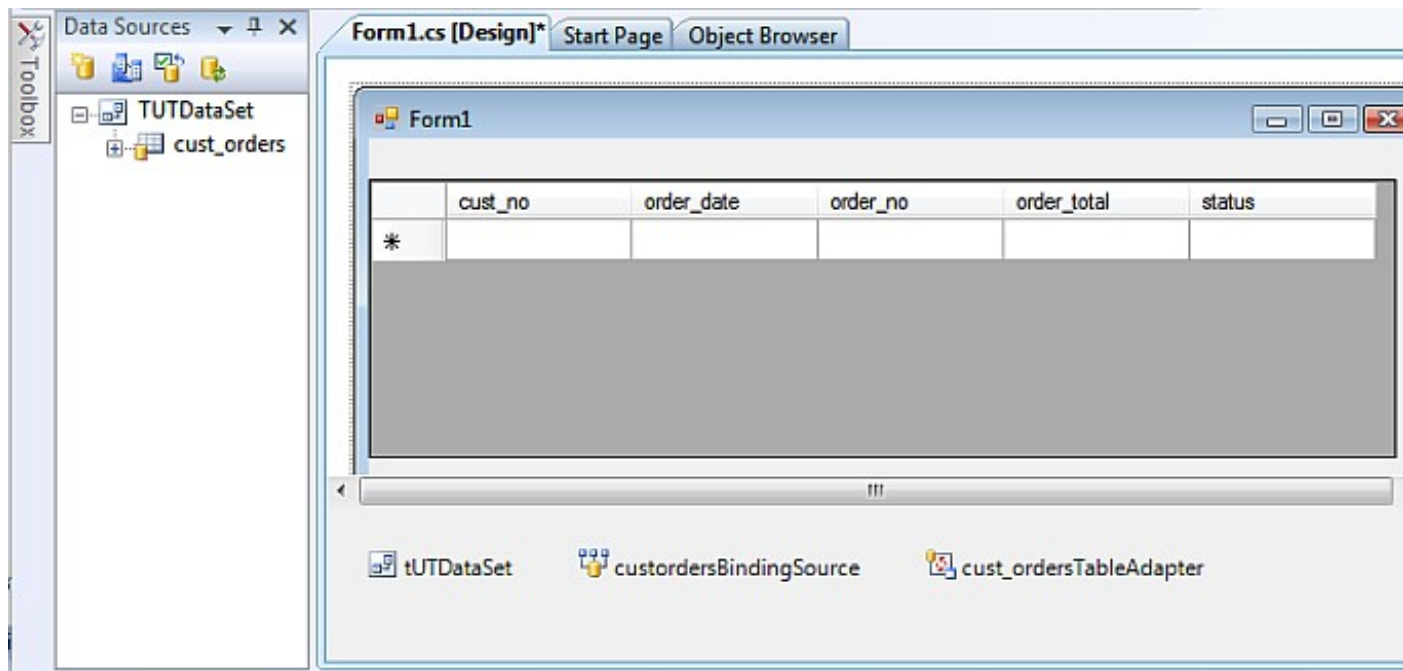 Data Sources
Toolbox
TUTDataSet
cust_orders
Form1.cs [Design]* Start Page Object Browser
Form1
cust_no order_date order_no order_total status
tUTDataSet custordersBindingSource cust_ordersTableAdapter